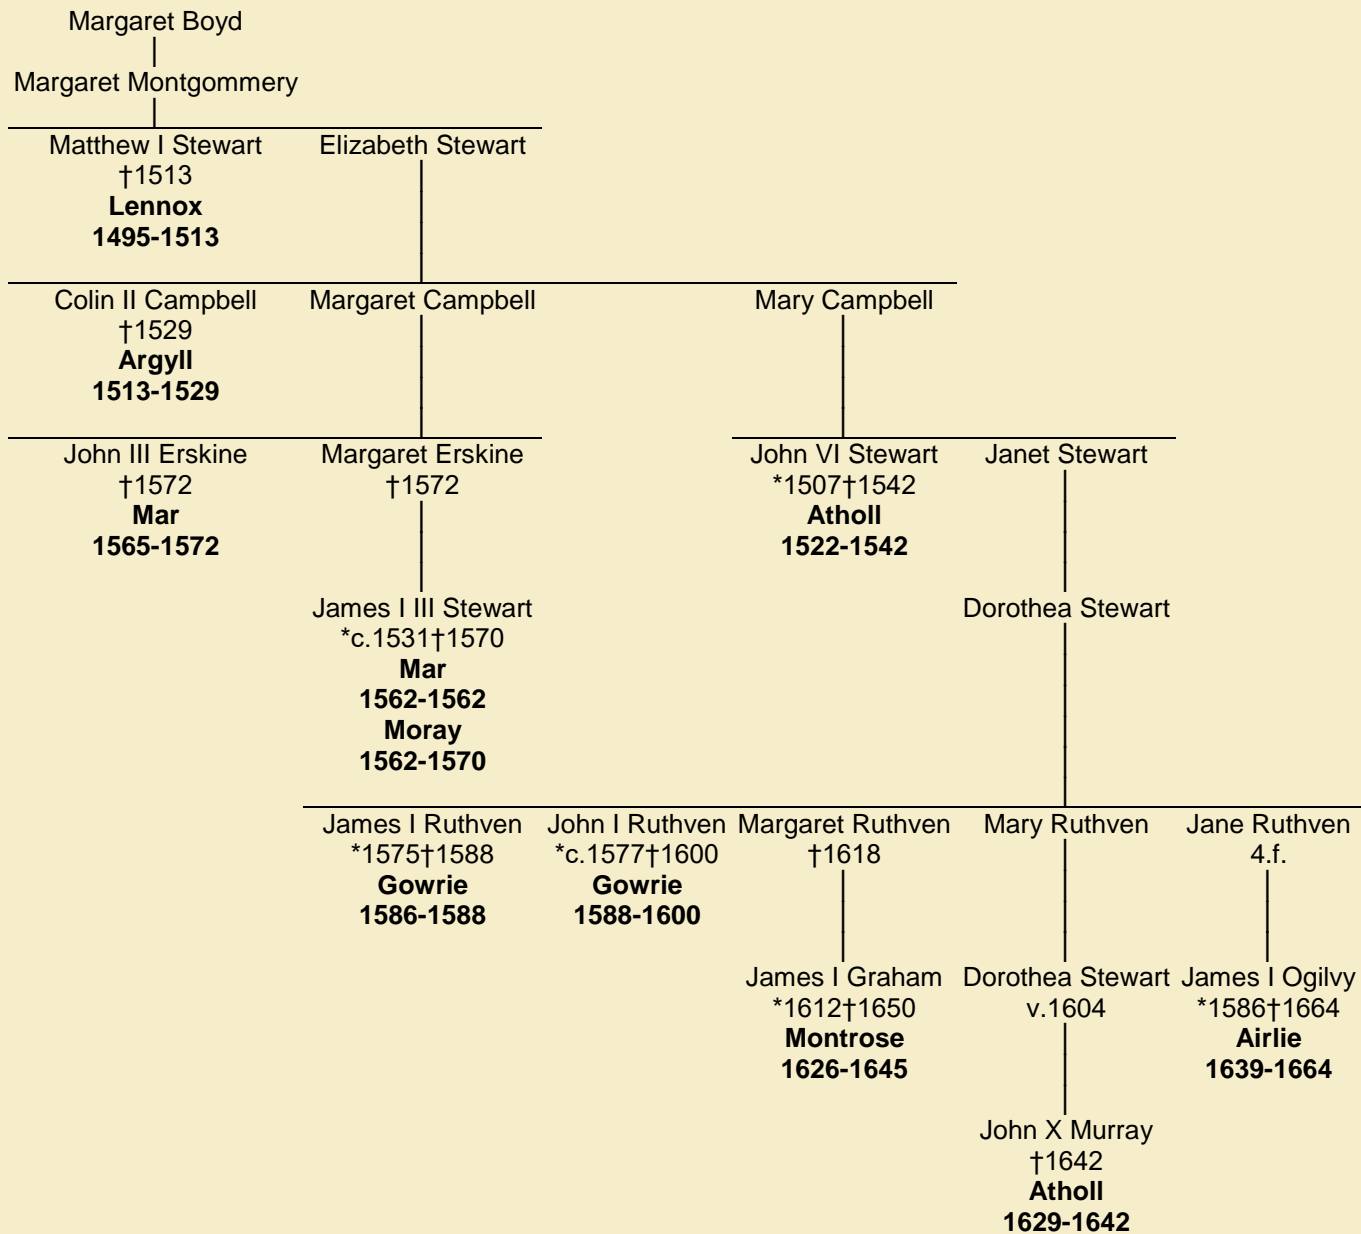 Margaret Boyd
Margaret Montgommery
Matthew I Stewart
†1513
Lennox
1495-1513
Elizabeth Stewart
Colin II Campbell
†1529
Argyll
1513-1529
Margaret Campbell
Mary Campbell
John III Erskine
†1572
Mar
1565-1572
Margaret Erskine
†1572
John VI Stewart
*1507†1542
Atholl
1522-1542
Janet Stewart
James I III Stewart
*c.1531†1570
Mar
1562-1562
Moray
1562-1570
Dorothea Stewart
James I Ruthven
*1575†1588
Gowrie
1586-1588
John I Ruthven
*c.1577†1600
Gowrie
1588-1600
Margaret Ruthven
†1618
Mary Ruthven
Jane Ruthven
4.f.
James I Graham
*1612†1650
Montrose
1626-1645
Dorothea Stewart
v.1604
James I Ogilvy
*1586†1664
Airlie
1639-1664
John X Murray
†1642
Atholl
1629-1642